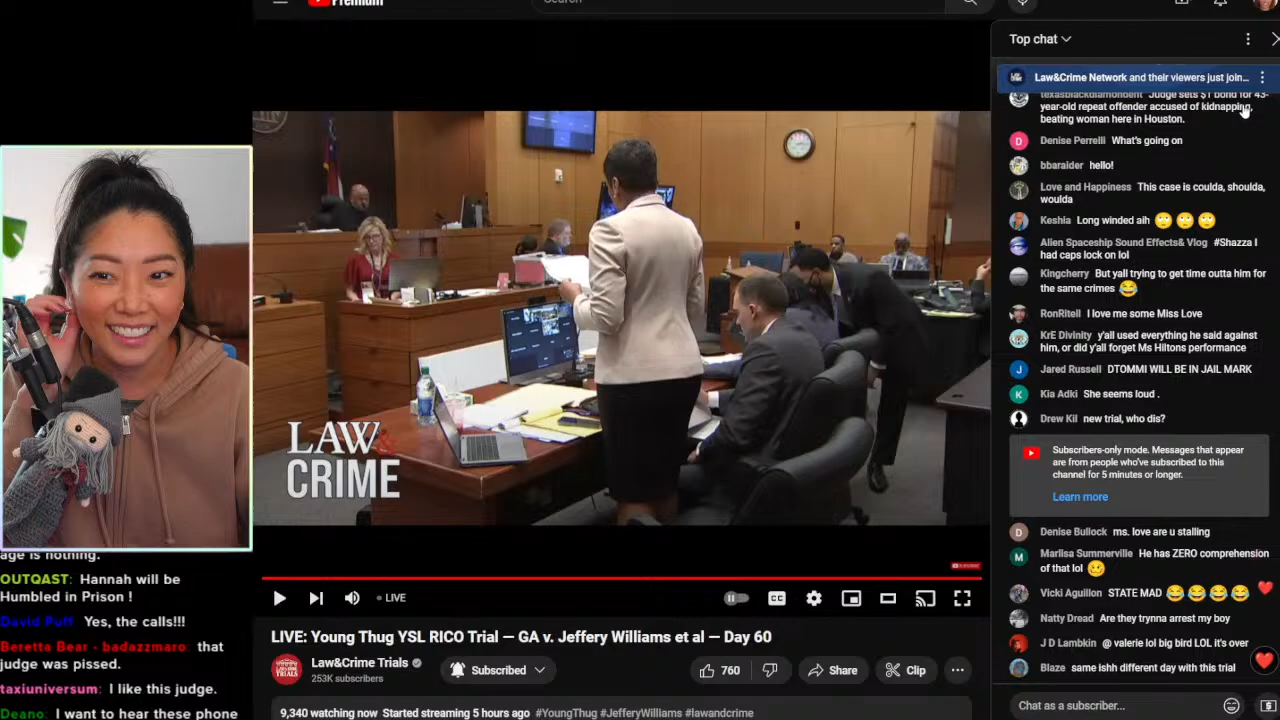 Premium
Search
Top chat
Law&Crime Network and their viewers just join...
texasblackdiamondent Judge sets $1 bond for 43-
year-old repeat offender accused of kidnapping,
beating woman here in Houston.
Denise Perrelli What's going on
bbaraider hello!
Love and Happiness This case is coulda, shoulda,
woulda
Keshia Long winded aih 🙄🙄🙄
Alien Spaceship Sound Effects& Vlog #Shazza I
had caps lock on lol
Kingcherry But yall trying to get time outta him for
the same crimes 😂
RonRitell I love me some Miss Love
KrE Divinity y'all used everything he said against
him, or did y'all forget Ms Hiltons performance
Jared Russell DTOMMI WILL BE IN JAIL MARK
Kia Adki She seems loud .
Drew Kil new trial, who dis?
Subscribers-only mode. Messages that appear
are from people who've subscribed to this
channel for 5 minutes or longer.
Learn more
Denise Bullock ms. love are u stalling
Marlisa Summerville He has ZERO comprehension
of that lol
Vicki Aguillon STATE MAD 😂😂😂😂
Natty Dread Are they trynna arrest my boy
J D Lambkin @ valerie lol big bird LOL it's over
Blaze same ishh different day with this trial
Chat as a subscriber...
LAW&
CRIME
LIVE
CC
LIVE: Young Thug YSL RICO Trial — GA v. Jeffery Williams et al — Day 60
Law&Crime Trials
253K subscribers
Subscribed
760
Share
Clip
9,340 watching now Started streaming 5 hours ago #YoungThug #JefferyWilliams #lawandcrime
age is nothing.
OUTQAST: Hannah will be
Humbled in Prison !
David Puff: Yes, the calls!!!
Beretta Bear - badazzmaro: that
judge was pissed.
taxiuniversum: I like this judge.
Deano: I want to hear these phone